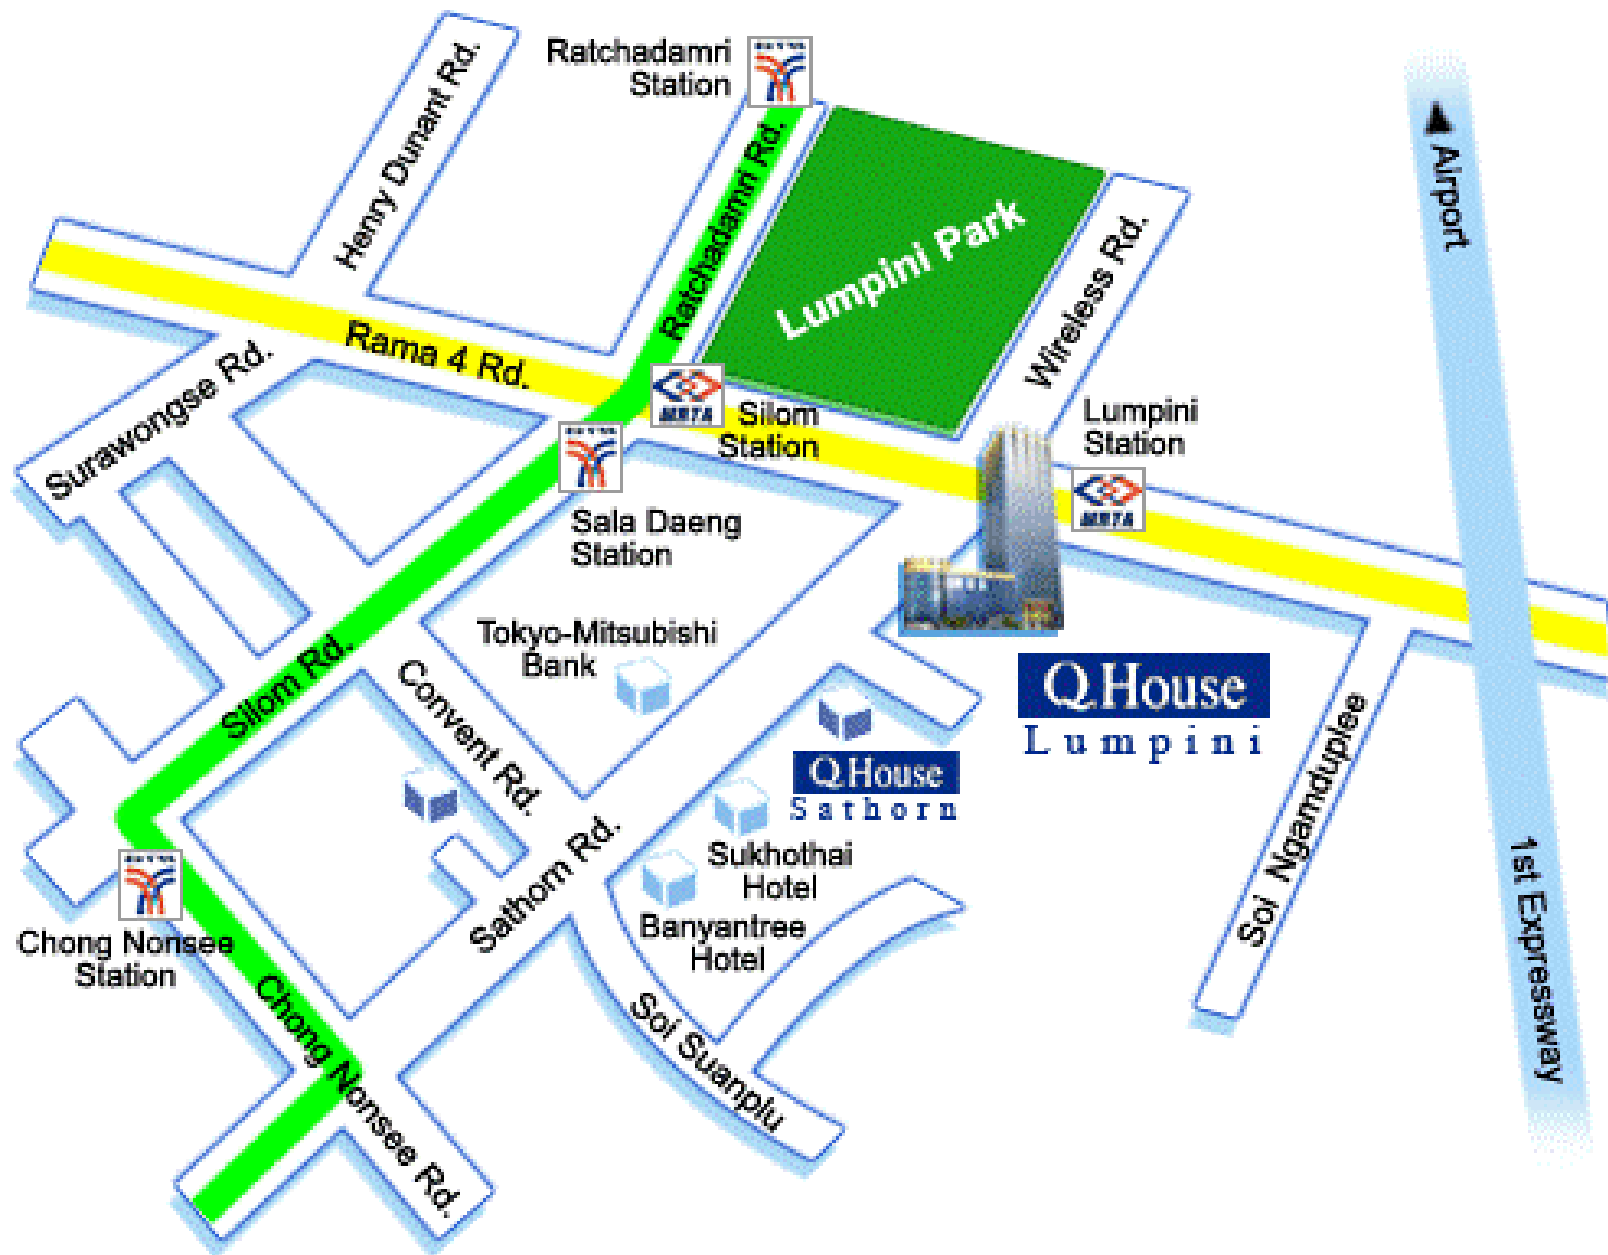 Henry Dunant Rd.
Ratchadamri
Station
Ratchadamri Rd.
Lumpini Park
Wireless Rd.
Airport
Rama 4 Rd.
Surawongse Rd.
MRTA
Silom
Station
Lumpini
Station
MRTA
Sala Daeng
Station
Tokyo-Mitsubishi
Bank
Silom Rd.
Convent Rd.
Q.House
Lumpini
Q.House
Sathorn
Soi Ngamduplee
Sukhothai
Hotel
Sathorn Rd.
Banyantree
Hotel
Chong Nonsee
Station
Chong Nonsee Rd.
Soi Suanplu
1st Expressway